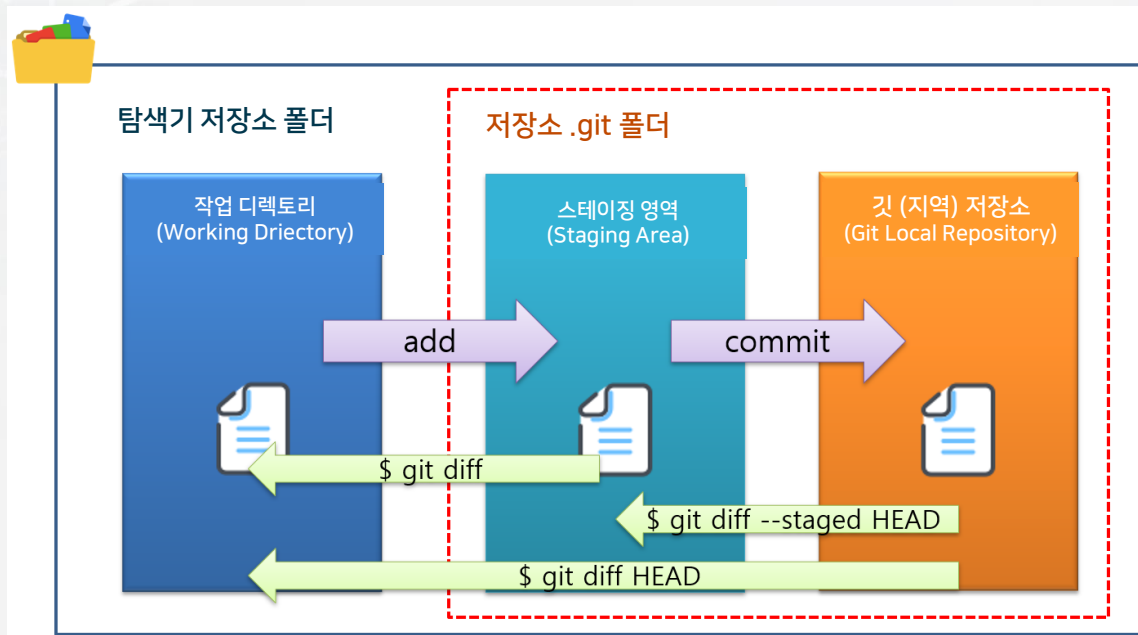 탐색기 저장소 폴더
저장소 .git 폴더
작업 디렉토리
(Working Driectory)
스테이징 영역
(Staging Area)
깃 (지역) 저장소
(Git Local Repository)
add
commit
$ git diff
$ git diff --staged HEAD
$ git diff HEAD